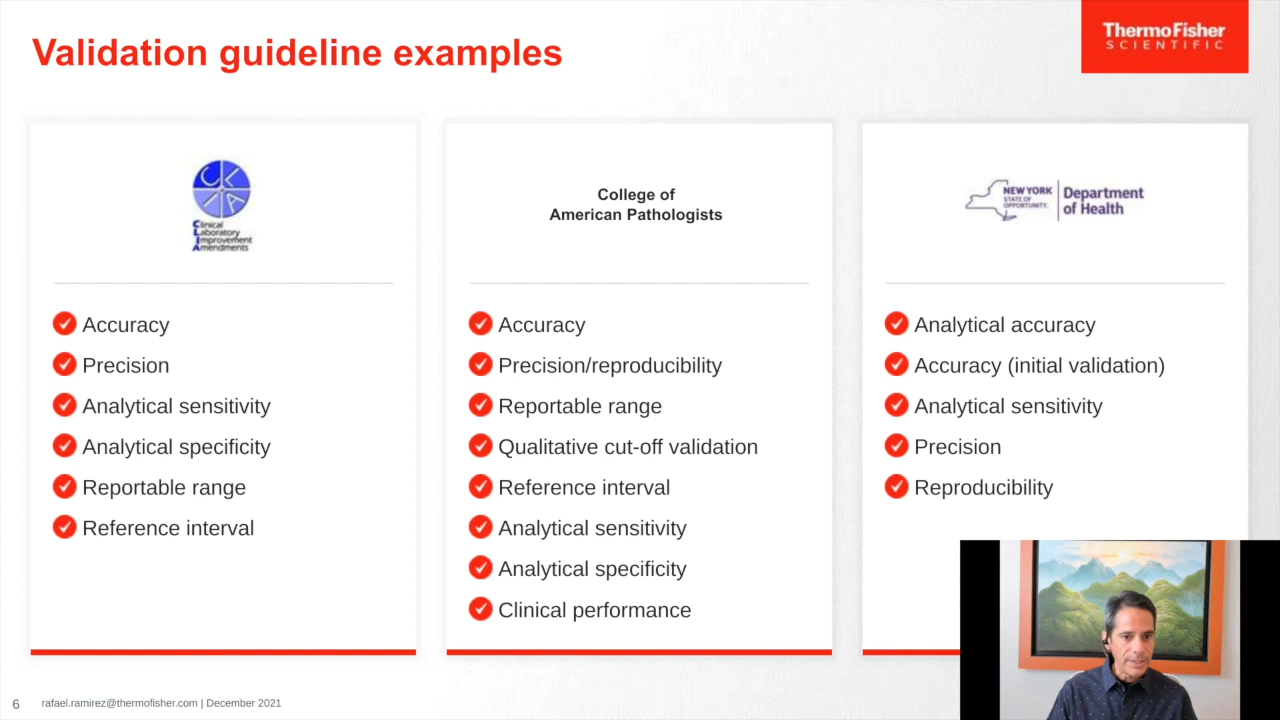 Validation guideline examples
ThermoFisher
SCIENTIFIC
CLIA
Clinical
Laboratory
Improvement
Amendments
Accuracy
Precision
Analytical sensitivity
Analytical specificity
Reportable range
Reference interval
College of
American Pathologists
Accuracy
Precision/reproducibility
Reportable range
Qualitative cut-off validation
Reference interval
Analytical sensitivity
Analytical specificity
Clinical performance
NEW YORK
STATE OF
OPPORTUNITY.
Department
of Health
Analytical accuracy
Accuracy (initial validation)
Analytical sensitivity
Precision
Reproducibility
6 rafael.ramirez@thermofisher.com | December 2021